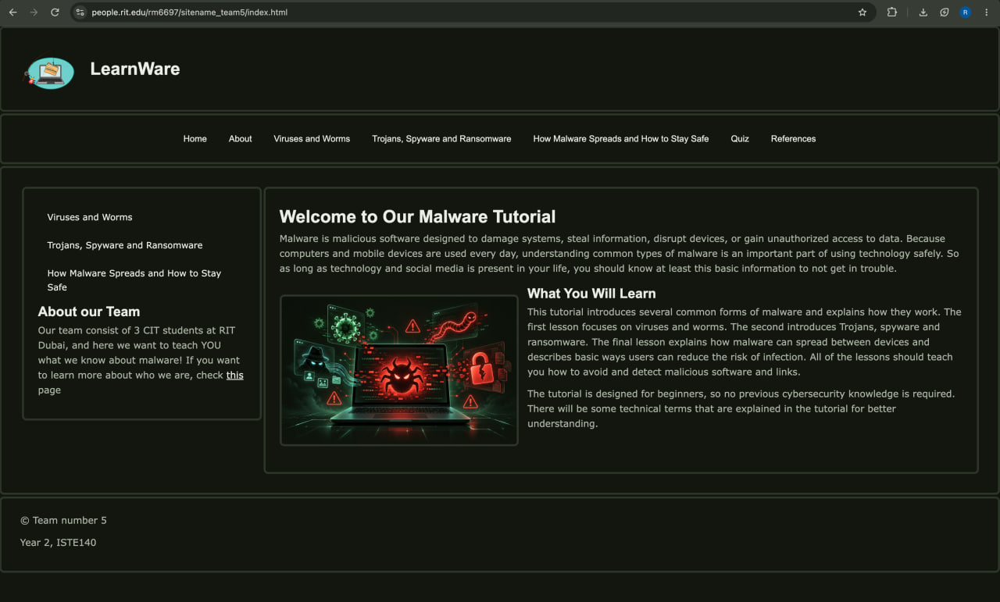 people.rit.edu/rm6697/sitename_team5/index.html
R
LearnWare
Home About Viruses and Worms Trojans, Spyware and Ransomware How Malware Spreads and How to Stay Safe Quiz References
Viruses and Worms
Trojans, Spyware and Ransomware
How Malware Spreads and How to Stay
Safe
About our Team
Our team consist of 3 CIT students at RIT
Dubai, and here we want to teach YOU
what we know about malware! If you want
to learn more about who we are, check this
page
Welcome to Our Malware Tutorial
Malware is malicious software designed to damage systems, steal information, disrupt devices, or gain unauthorized access to data. Because
computers and mobile devices are used every day, understanding common types of malware is an important part of using technology safely. So
as long as technology and social media is present in your life, you should know at least this basic information to not get in trouble.
What You Will Learn
This tutorial introduces several common forms of malware and explains how they work. The
first lesson focuses on viruses and worms. The second introduces Trojans, spyware and
ransomware. The final lesson explains how malware can spread between devices and
describes basic ways users can reduce the risk of infection. All of the lessons should teach
you how to avoid and detect malicious software and links.
The tutorial is designed for beginners, so no previous cybersecurity knowledge is required.
There will be some technical terms that are explained in the tutorial for better
understanding.
© Team number 5
Year 2, ISTE140